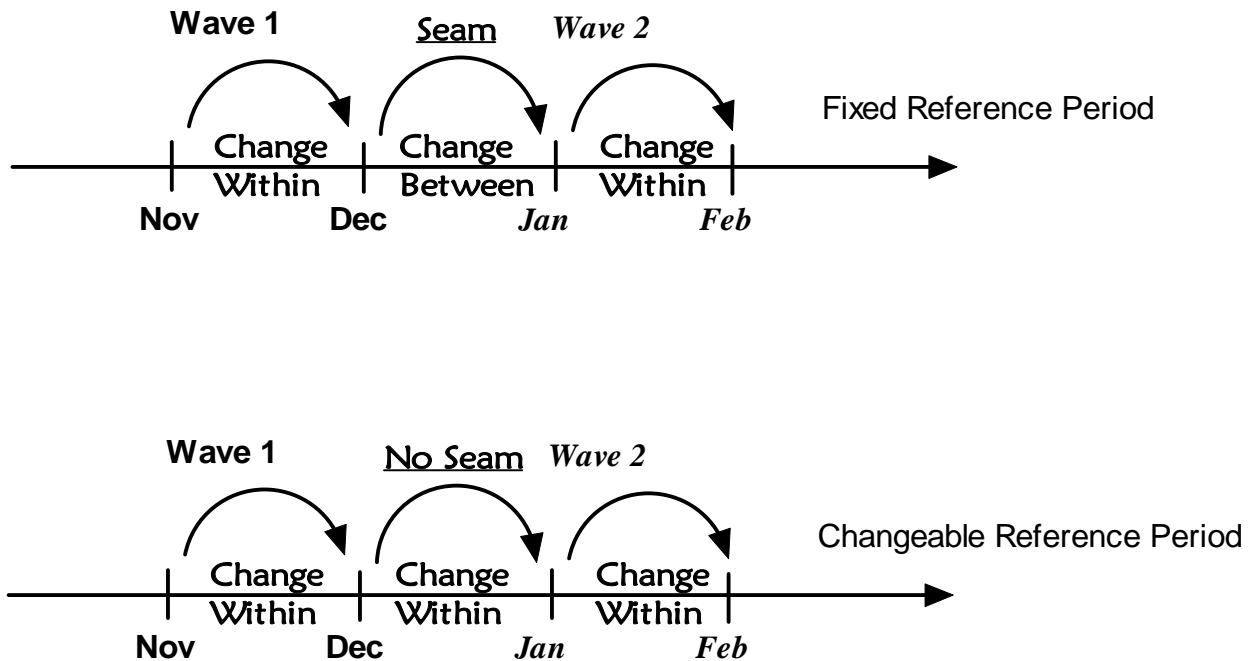 Wave 1 Seam Wave 2
Fixed Reference Period
Change Change Change
Within Between Within
Nov Dec Jan Feb
Wave 1 No Seam Wave 2
Changeable Reference Period
Change Change Change
Within Within Within
Nov Dec Jan Feb